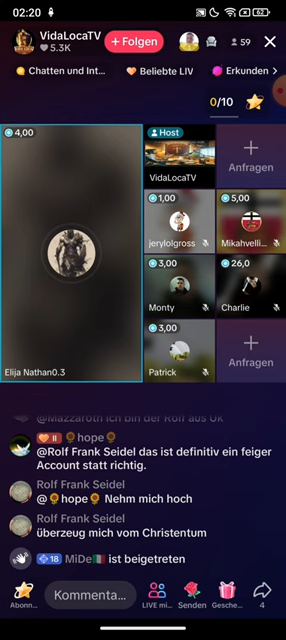 02:20
62
VidaLocaTV
5.3K
+ Folgen
59
Chatten und Int...
Beliebte LIV
Erkunden >
0/10
4,00
Host
VidaLocaTV
Anfragen
1,00
jerylolgross
5,00
Mikahvelli...
3,00
Monty
26,0
Charlie
3,00
Patrick
Anfragen
Elija Nathan0.3
@Mazzaroth ich bin der Rolf aus Uk
II 🌻hope🌻
@Rolf Frank Seidel das ist definitiv ein feiger
Account statt richtig.
Rolf Frank Seidel
@🌻hope🌻 Nehm mich hoch
Rolf Frank Seidel
überzeug mich vom Christentum
18 MiDe🇲🇽 ist beigetreten
Abonn...
Kommenta...
LIVE mi...
Senden
Gesche...
4